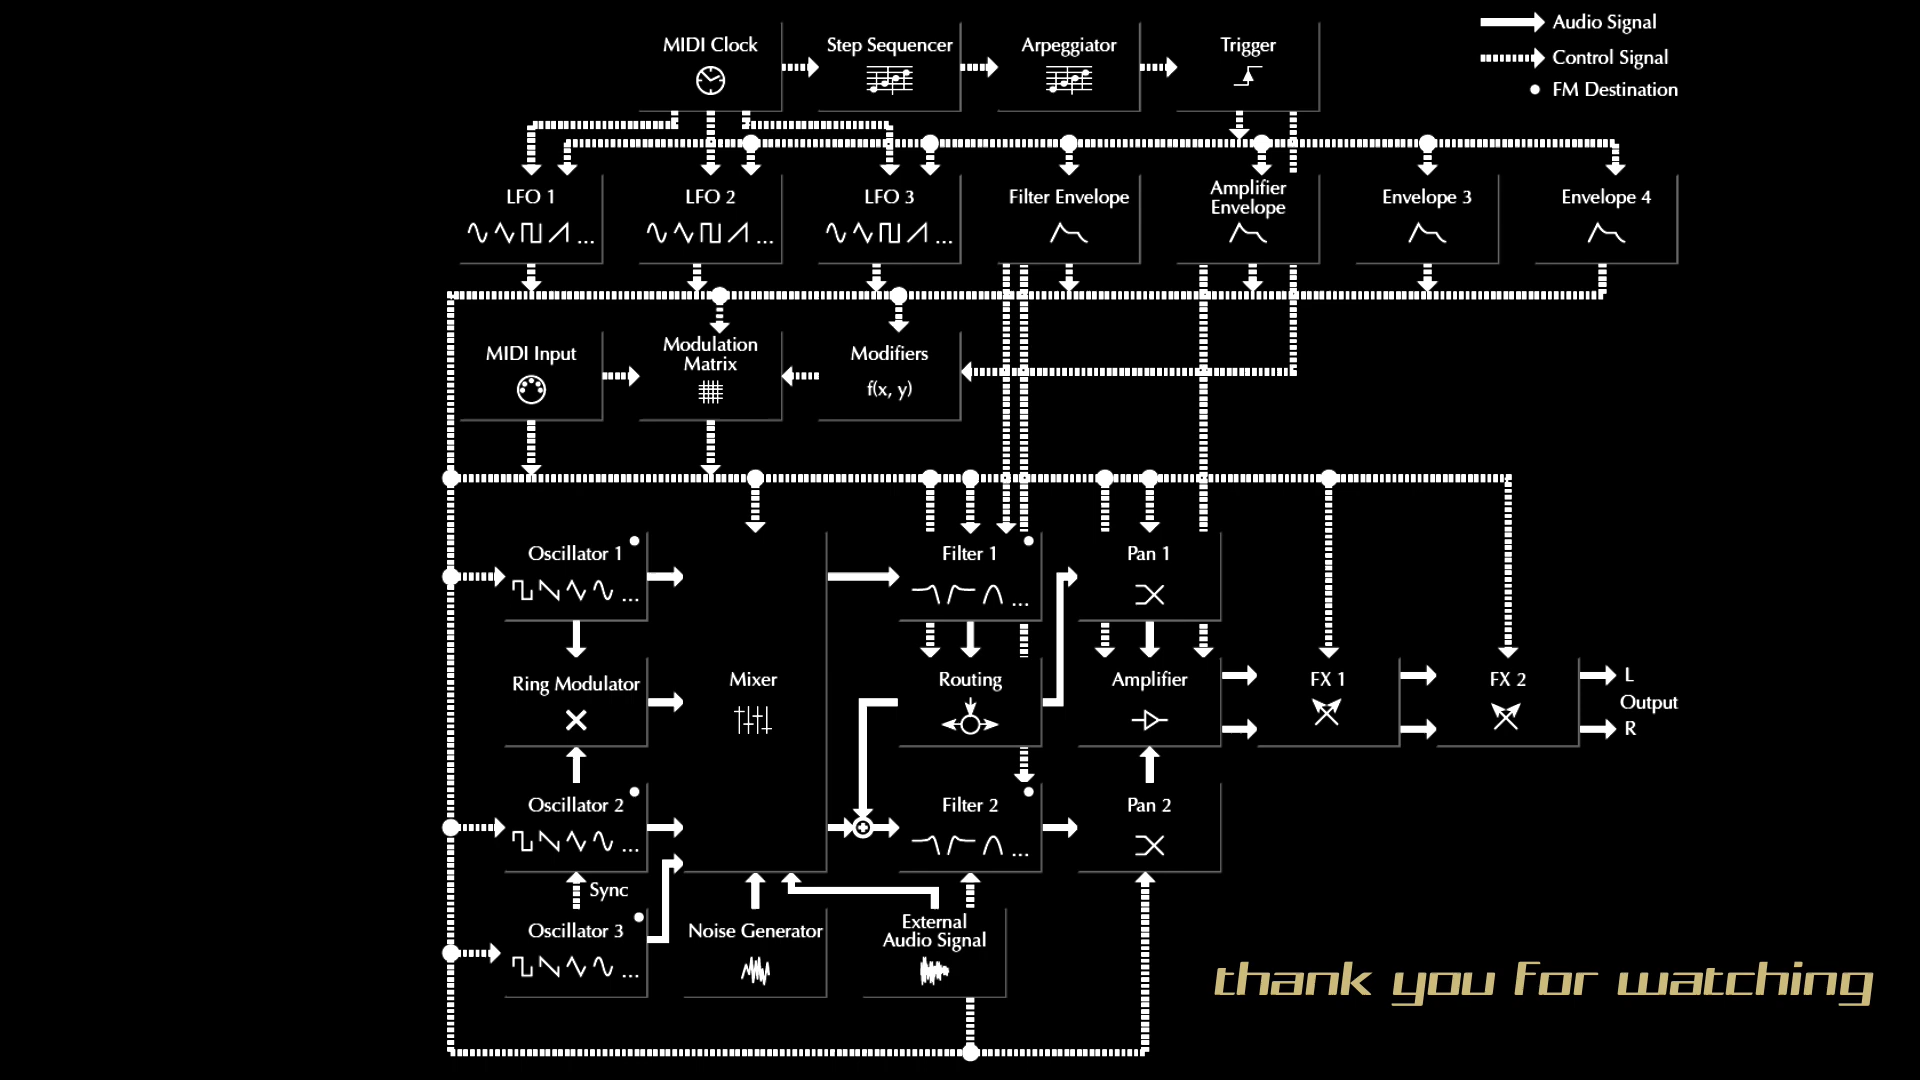 MIDI Clock
Step Sequencer
Arpeggiator
Trigger
Audio Signal
Control Signal
FM Destination
LFO 1
...
LFO 2
...
LFO 3
...
Filter Envelope
Amplifier
Envelope
Envelope 3
Envelope 4
MIDI Input
Modulation
Matrix
Modifiers
f(x, y)
Oscillator 1
...
Filter 1
...
Pan 1
Ring Modulator
Mixer
Routing
Amplifier
FX 1
FX 2
L
Output
R
Oscillator 2
...
Filter 2
...
Pan 2
Sync
Oscillator 3
...
Noise Generator
External
Audio Signal
thank you for watching